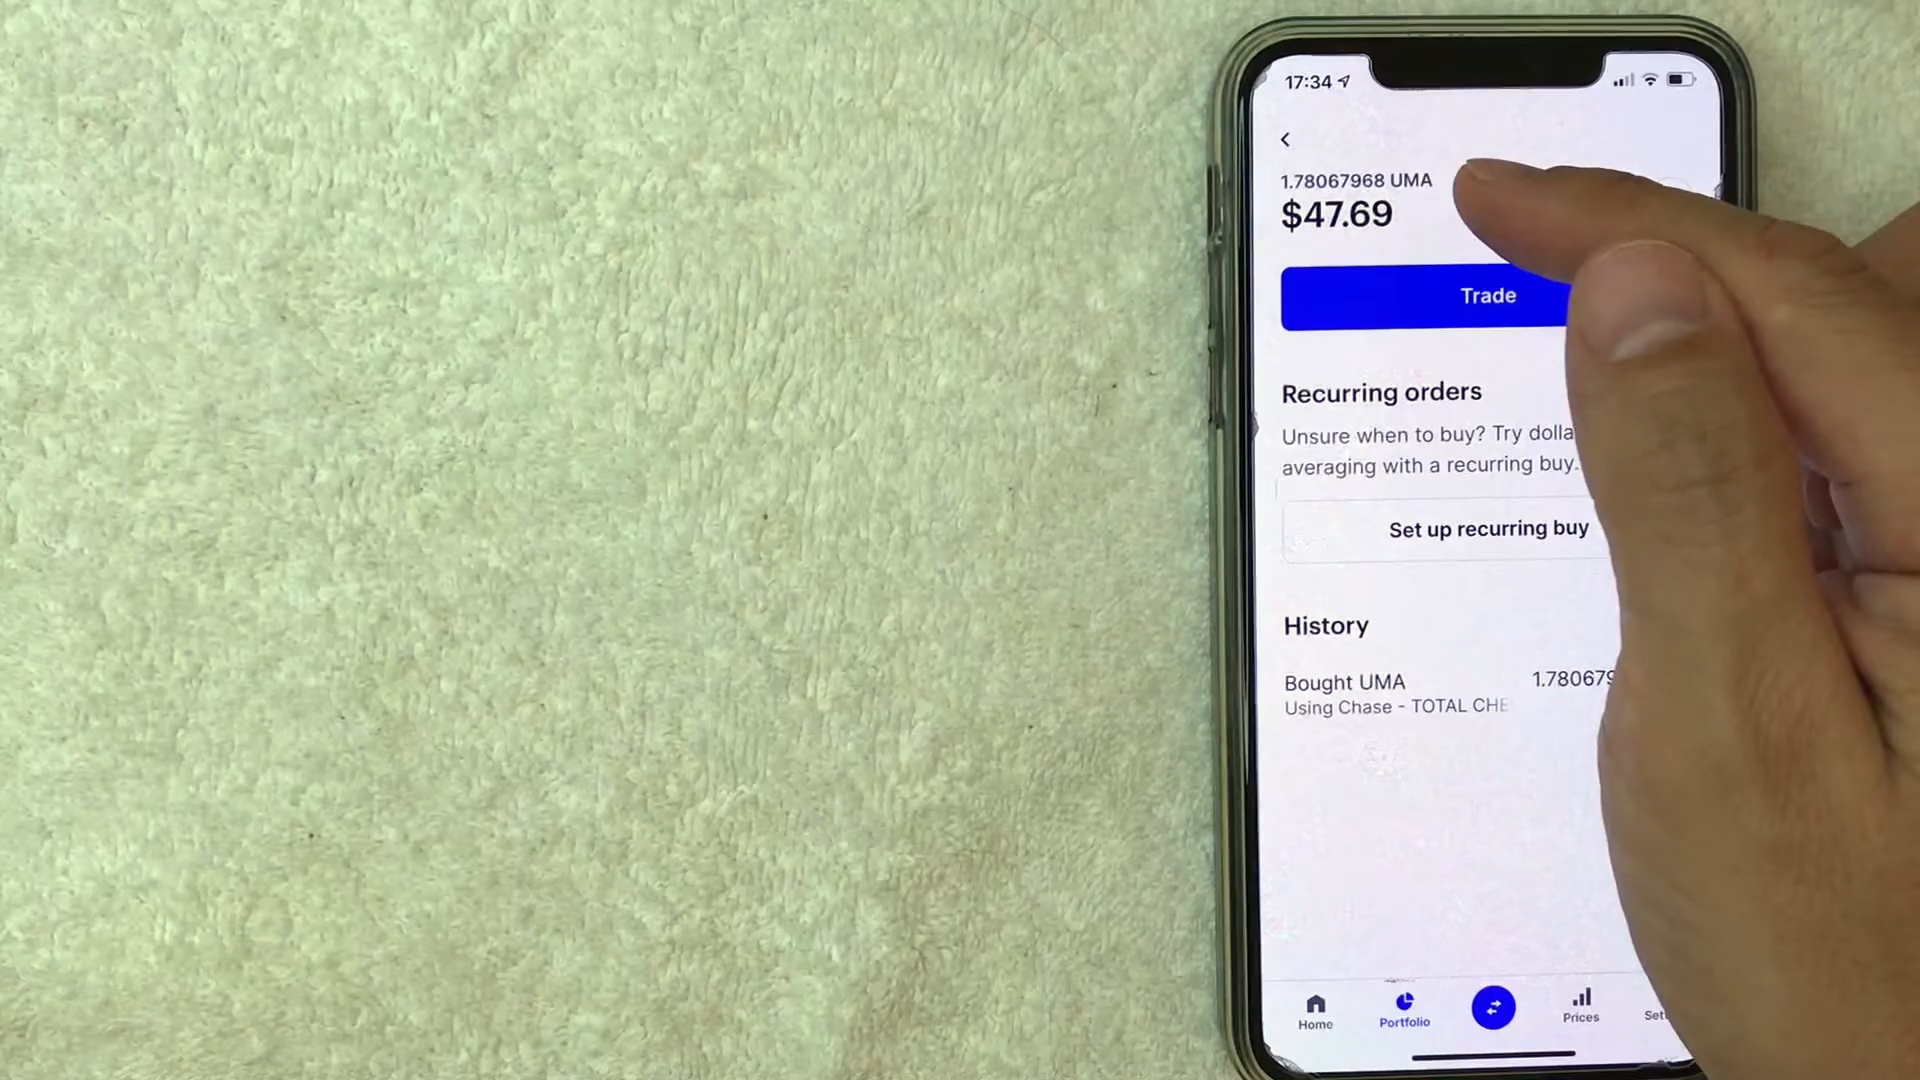 17:34
1.78067968 UMA
$47.69
Trade
Recurring orders
Unsure when to buy? Try dolla
averaging with a recurring buy.
Set up recurring buy
History
Bought UMA
1.780679
Using Chase - TOTAL CHE
Home
Portfolio
Prices
Set